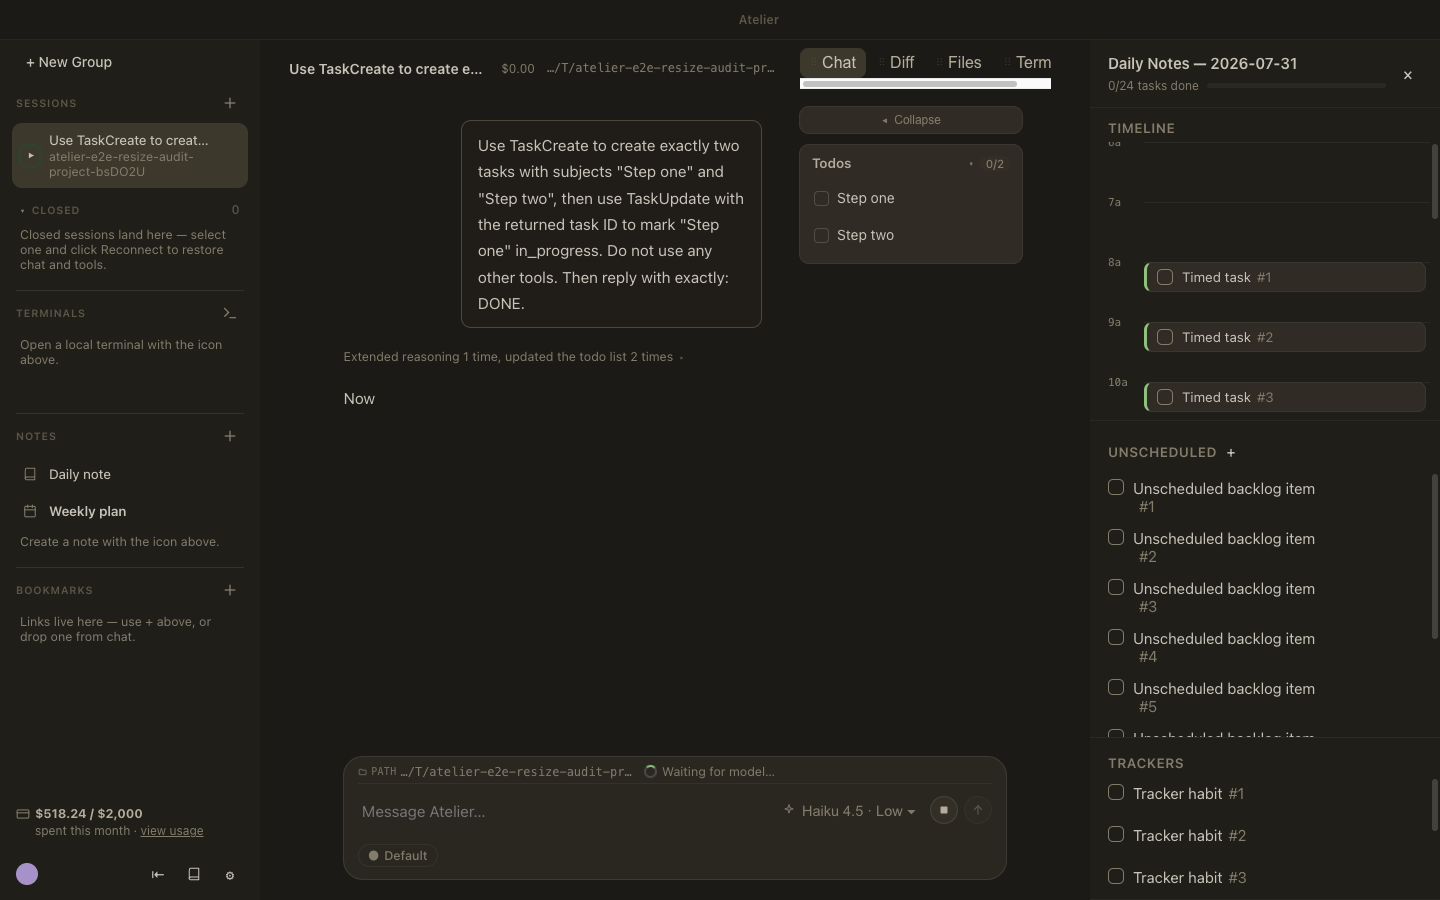 Atelier
+ New Group
SESSIONS
Use TaskCreate to creat...
atelier-e2e-resize-audit-
project-bsDO2U
CLOSED 0
Closed sessions land here — select
one and click Reconnect to restore
chat and tools.
TERMINALS
Open a local terminal with the icon
above.
NOTES
Daily note
Weekly plan
Create a note with the icon above.
BOOKMARKS
Links live here — use + above, or
drop one from chat.
$518.24 / $2,000
spent this month · view usage
Use TaskCreate to create e... $0.00 …/T/atelier-e2e-resize-audit-pr…
Chat Diff Files Term
Use TaskCreate to create exactly two
tasks with subjects "Step one" and
"Step two", then use TaskUpdate with
the returned task ID to mark "Step
one" in_progress. Do not use any
other tools. Then reply with exactly:
DONE.
Extended reasoning 1 time, updated the todo list 2 times
Now
Collapse
Todos 0/2
Step one
Step two
PATH …/T/atelier-e2e-resize-audit-pr… Waiting for model...
Message Atelier...
Haiku 4.5 · Low
Default
Daily Notes — 2026-07-31
0/24 tasks done
TIMELINE
6a
7a
8a
Timed task #1
9a
Timed task #2
10a
Timed task #3
UNSCHEDULED +
Unscheduled backlog item
#1
Unscheduled backlog item
#2
Unscheduled backlog item
#3
Unscheduled backlog item
#4
Unscheduled backlog item
#5
Unscheduled backlog item
TRACKERS
Tracker habit #1
Tracker habit #2
Tracker habit #3